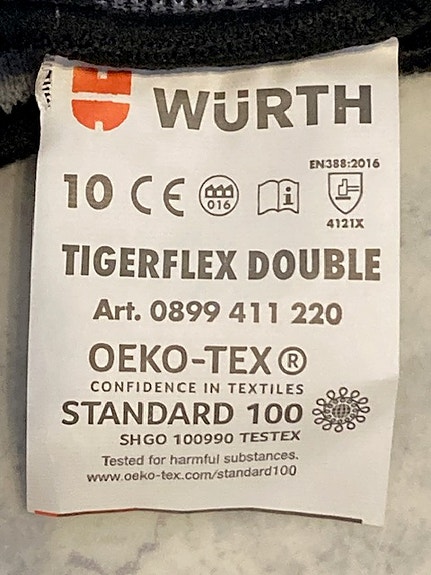 WÜRTH
EN388:2016
10 CE 016 i
4121X
TIGERFLEX DOUBLE
Art. 0899 411 220
OEKO-TEX®
CONFIDENCE IN TEXTILES
STANDARD 100
SHGO 100990 TESTEX
Tested for harmful substances.
www.oeko-tex.com/standard100